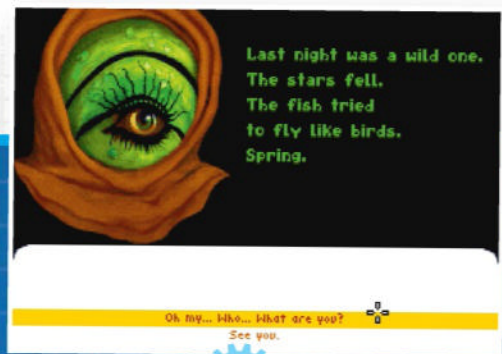 Last night was a wild one.
The stars fell.
The fish tried
to fly like birds.
Spring.
Oh my... Who... What are you?
See you.